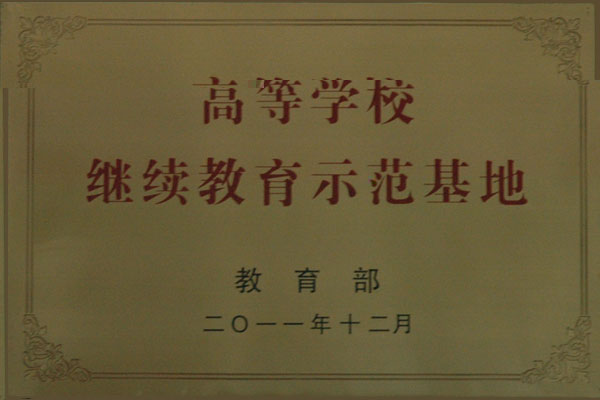 高等学校
继续教育示范基地
教育部
二〇一一年十二月